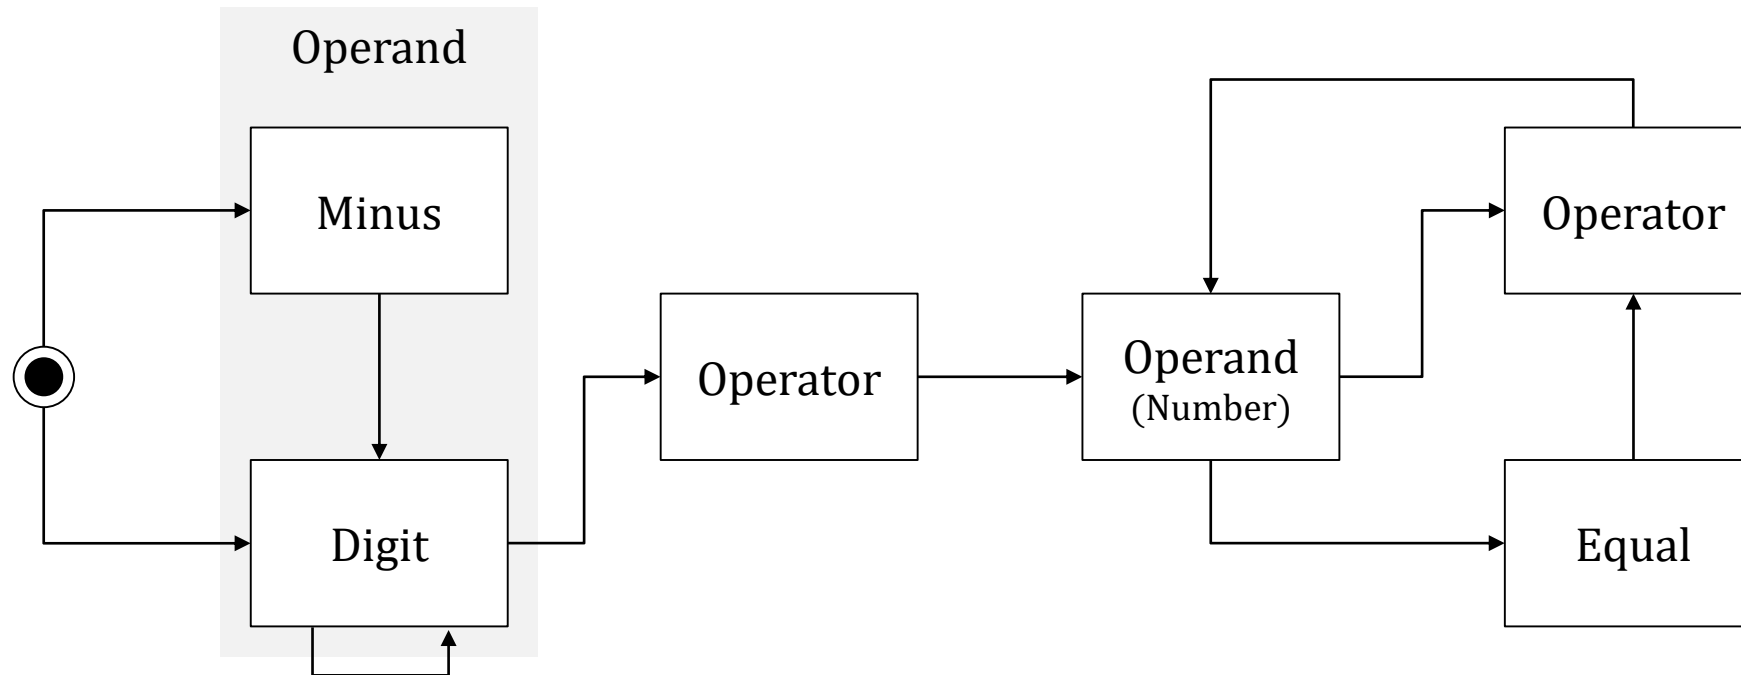 Operand
Minus
Digit
Operator
Operand
(Number)
Operator
Equal